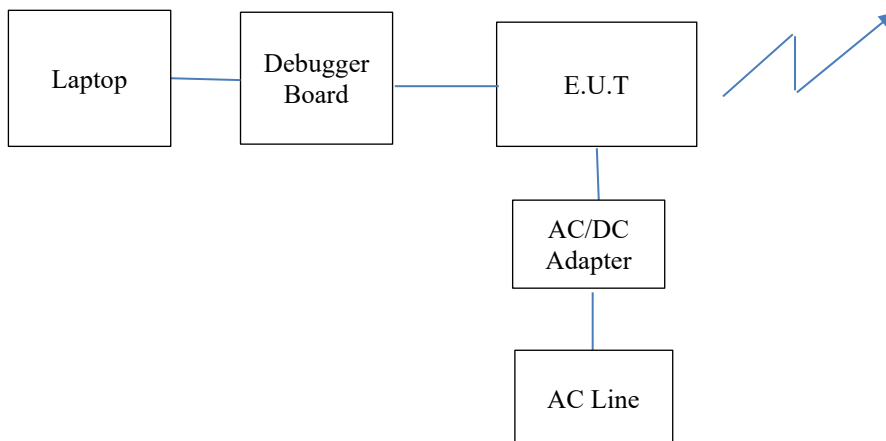 Laptop
Debugger
Board
E.U.T
AC/DC
Adapter
AC Line